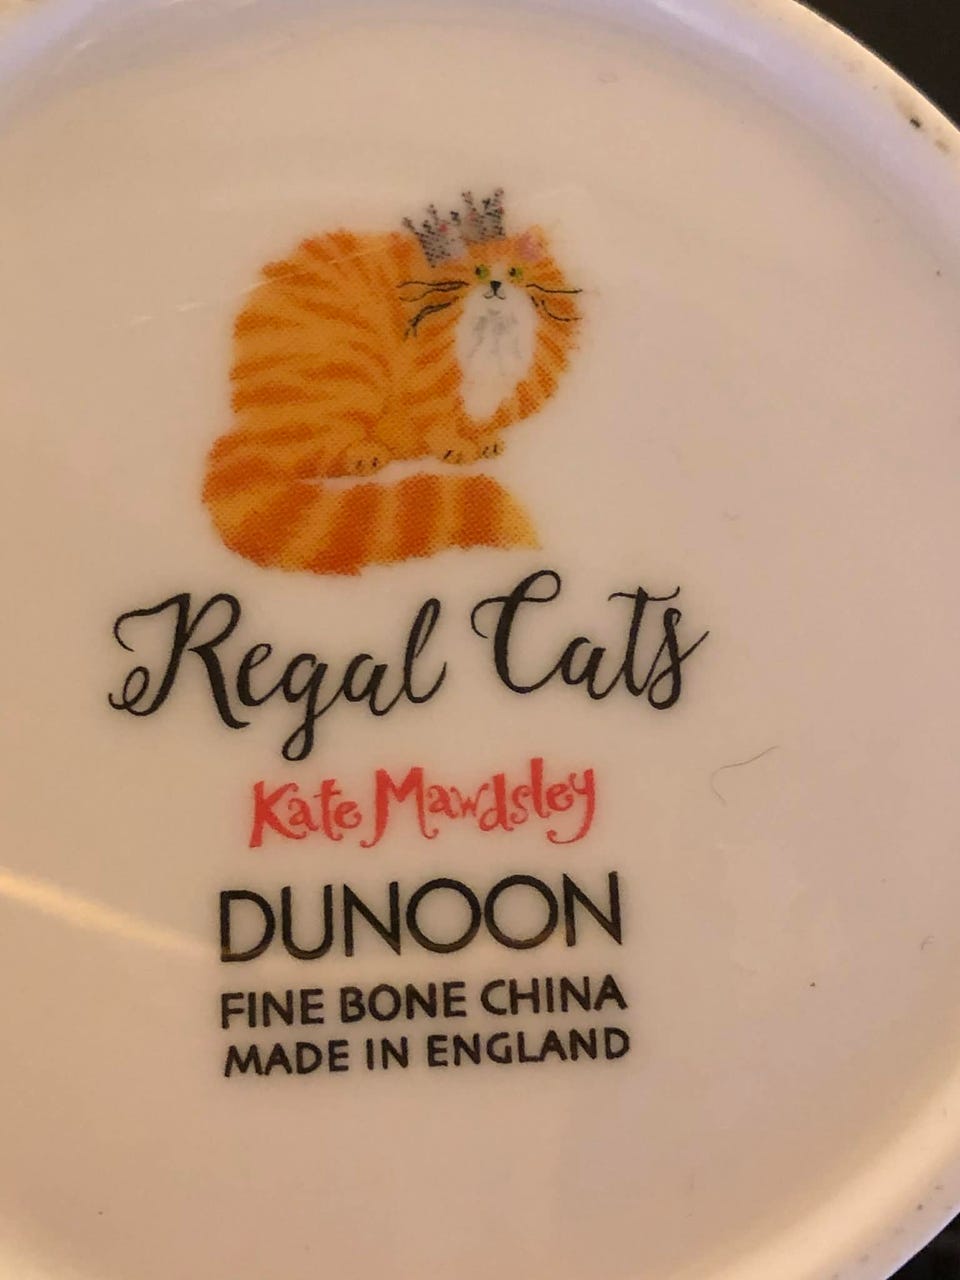 Regal Cats
Kate Mawdsley
DUNOON
FINE BONE CHINA
MADE IN ENGLAND